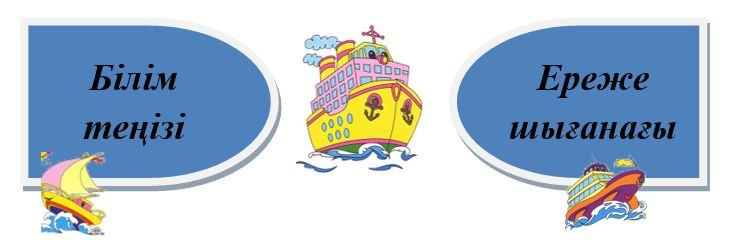 Білім
теңізі
Ереже
шығанағы